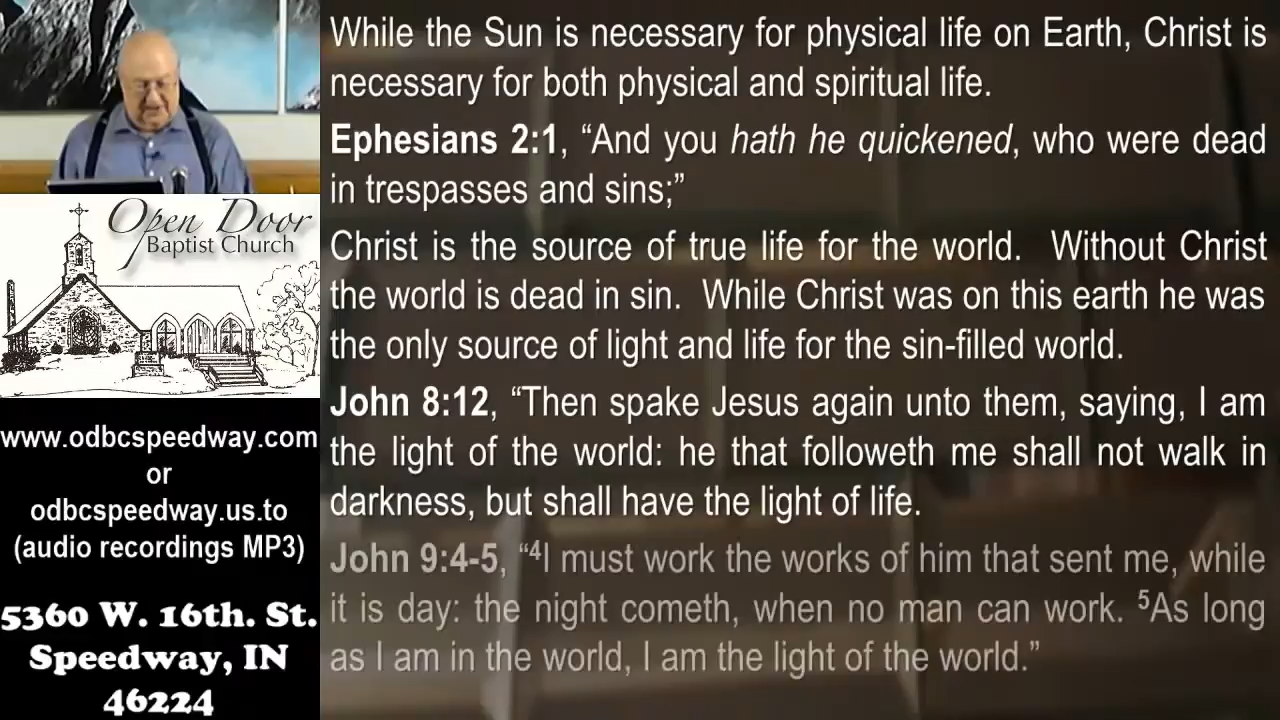 While the Sun is necessary for physical life on Earth, Christ is
necessary for both physical and spiritual life.
Ephesians 2:1, “And you hath he quickened, who were dead
in trespasses and sins;”
Christ is the source of true life for the world.  Without Christ
the world is dead in sin.  While Christ was on this earth he was
the only source of light and life for the sin-filled world.
John 8:12, “Then spake Jesus again unto them, saying, I am
the light of the world: he that followeth me shall not walk in
darkness, but shall have the light of life.
John 9:4-5, “⁴I must work the works of him that sent me, while
it is day: the night cometh, when no man can work. ⁵As long
as I am in the world, I am the light of the world.”
Open Door
Baptist Church
www.odbcspeedway.com
or
odbcspeedway.us.to
(audio recordings MP3)
5360 W. 16th. St.
Speedway, IN
46224